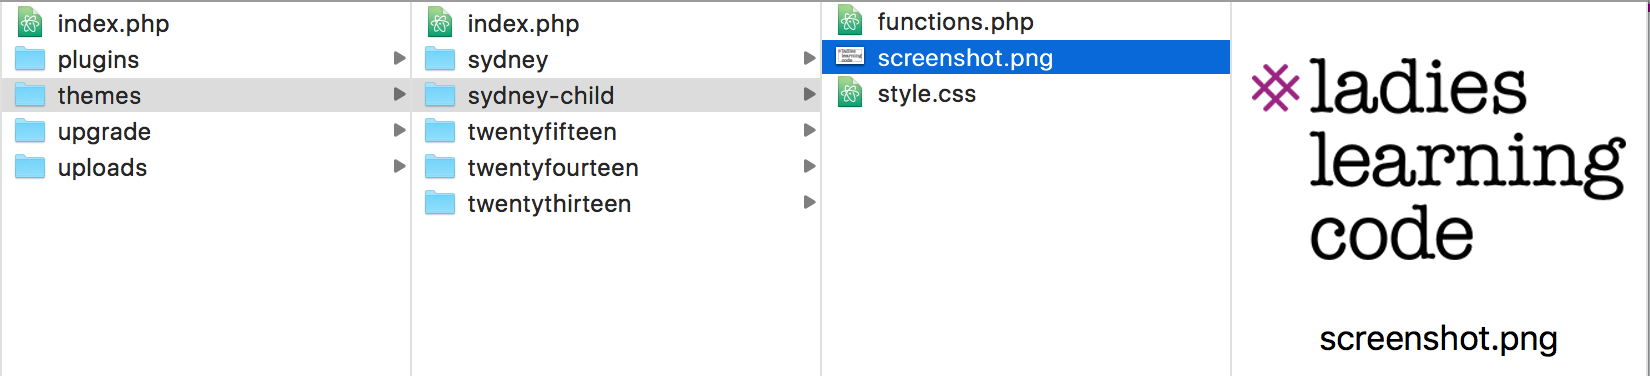 index.php
plugins
themes
upgrade
uploads
index.php
sydney
sydney-child
twentyfifteen
twentyfourteen
twentythirteen
functions.php
screenshot.png
style.css
ladies
learning
code
screenshot.png